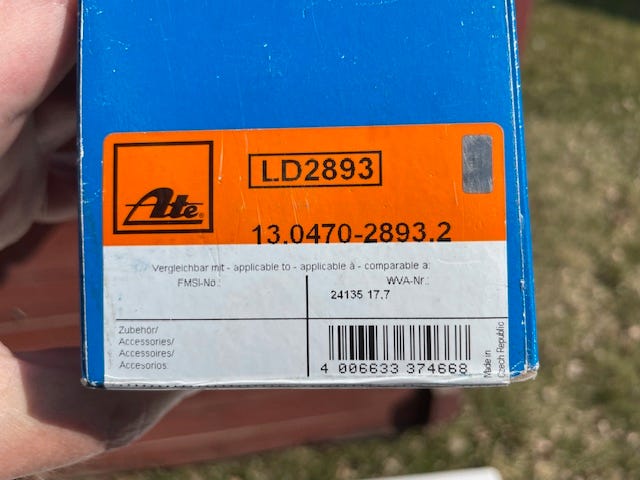 Ate®
LD2893
13.0470-2893.2
Vergleichbar mit - applicable to - applicable à - comparable a:
FMSI-No.:
WVA-Nr.:
24135 17,7
Zubehör/
Accessories/
Accessoires/
Accesorios:
4 006633 374668
Made in
Czech Republic